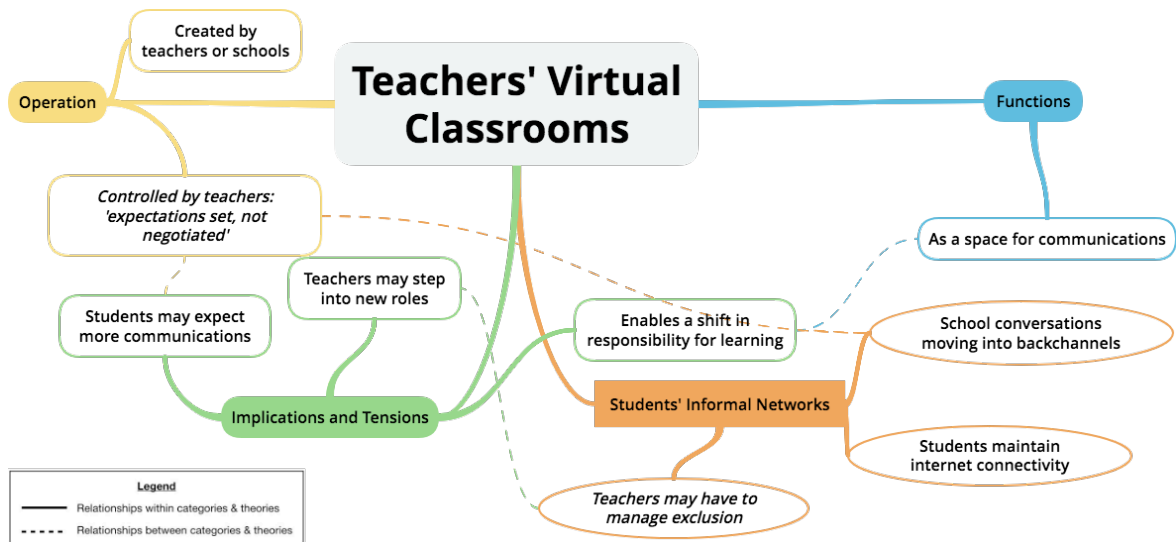 Created by
teachers or schools
Teachers' Virtual
Classrooms
Operation
Functions
Controlled by teachers:
'expectations set, not
negotiated'
As a space for communications
Teachers may step
into new roles
Students may expect
more communications
Enables a shift in
responsibility for learning
School conversations
moving into backchannels
Implications and Tensions
Students' Informal Networks
Students maintain
internet connectivity
Teachers may have to
manage exclusion
Legend
Relationships within categories & theories
Relationships between categories & theories